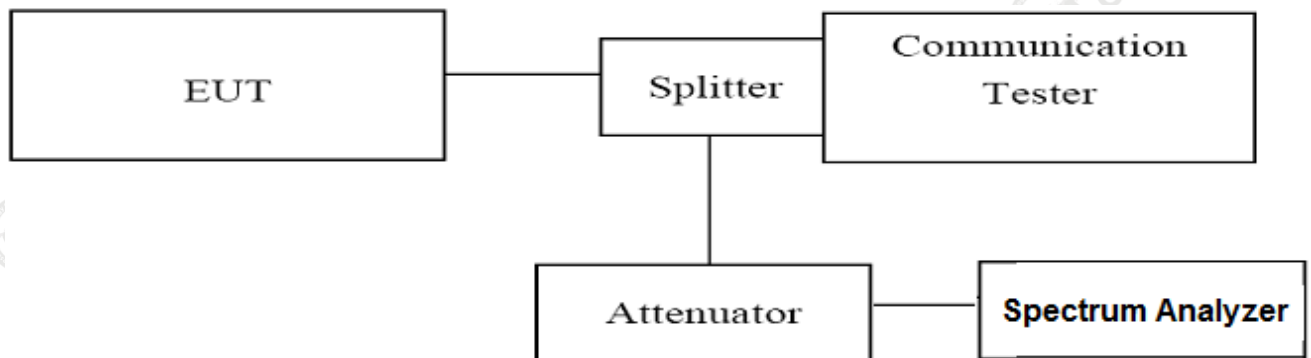 EUT
Splitter
Communication
Tester
Attenuator
Spectrum Analyzer